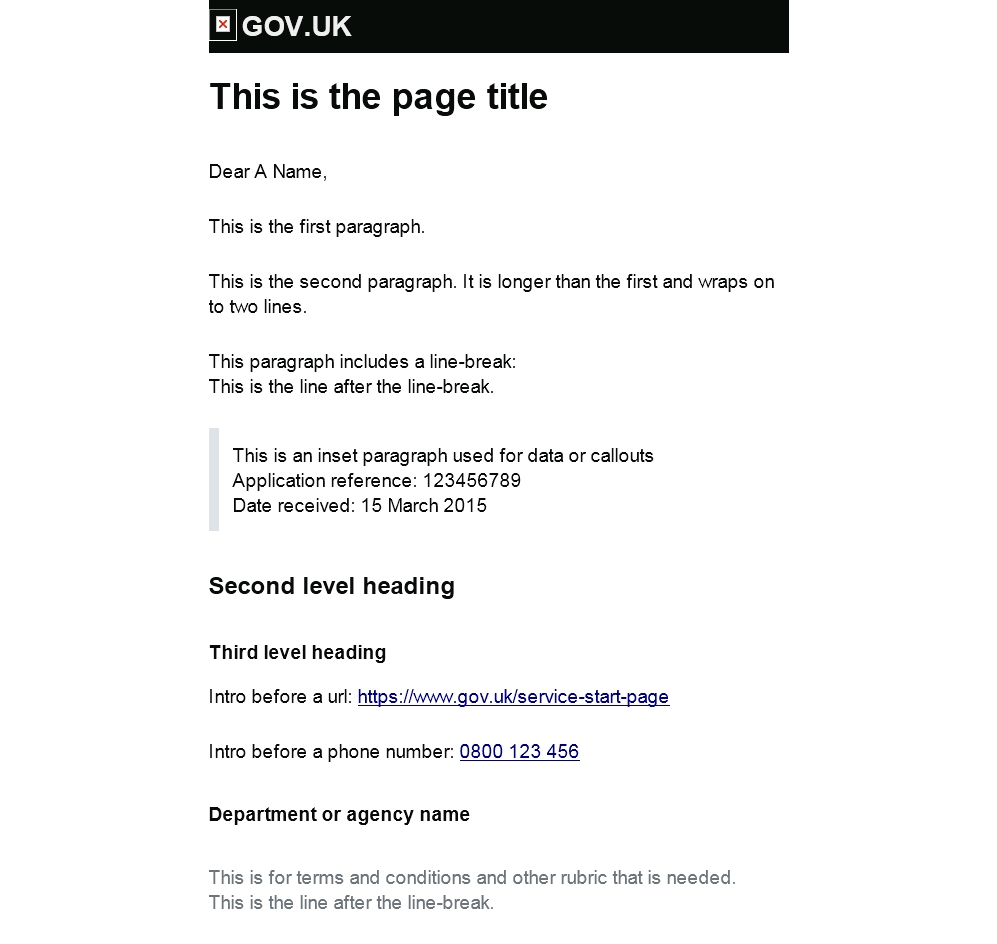 GOV.UK
This is the page title
Dear A Name,
This is the first paragraph.
This is the second paragraph. It is longer than the first and wraps on
to two lines.
This paragraph includes a line-break:
This is the line after the line-break.
This is an inset paragraph used for data or callouts
Application reference: 123456789
Date received: 15 March 2015
Second level heading
Third level heading
Intro before a url: https://www.gov.uk/service-start-page
Intro before a phone number: 0800 123 456
Department or agency name
This is for terms and conditions and other rubric that is needed.
This is the line after the line-break.